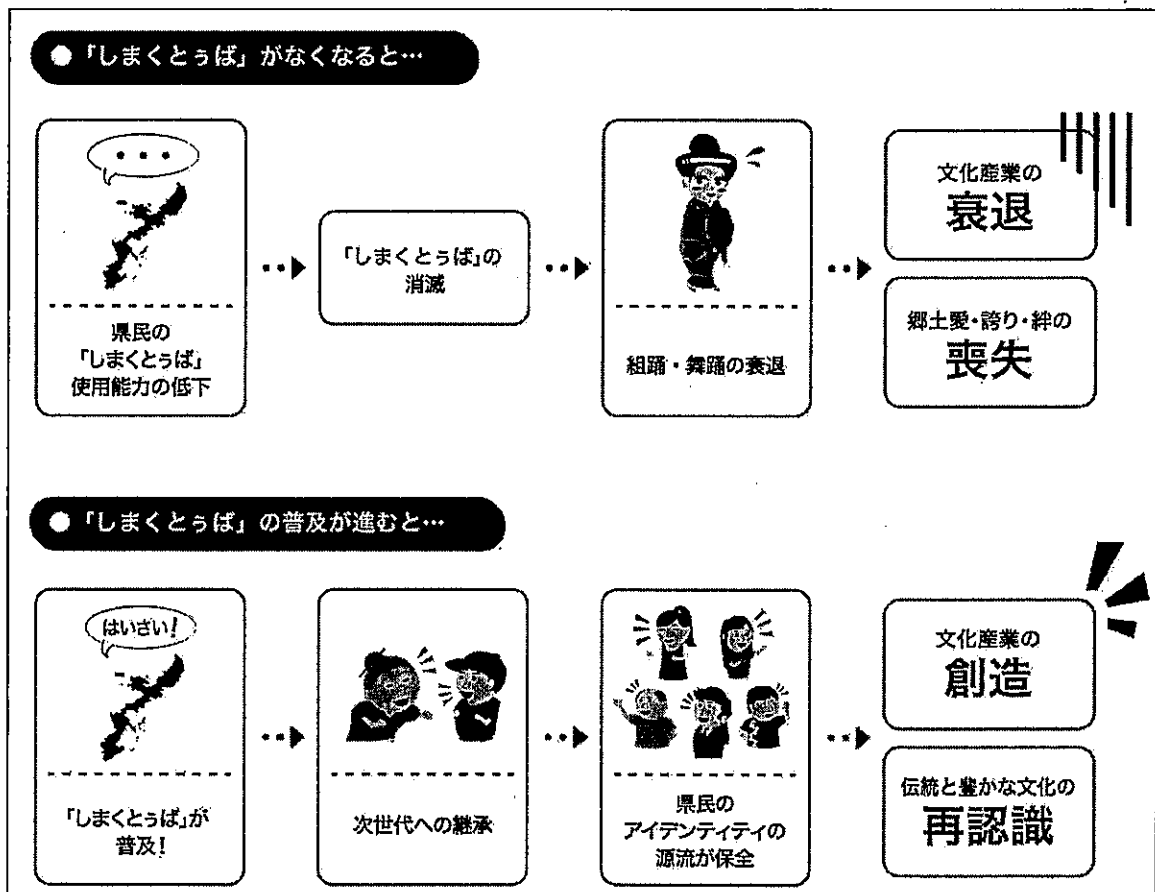 ●「しまくとぅば」がなくなると…
・・・
県民の
「しまくとぅば」
使用能力の低下
「しまくとぅば」の
消滅
組踊・舞踊の衰退
文化産業の
衰退
郷土愛・誇り・絆の
喪失
●「しまくとぅば」の普及が進むと…
はいさい!
「しまくとぅば」が
普及!
次世代への継承
県民の
アイデンティティの
源流が保全
文化産業の
創造
伝統と豊かな文化の
再認識